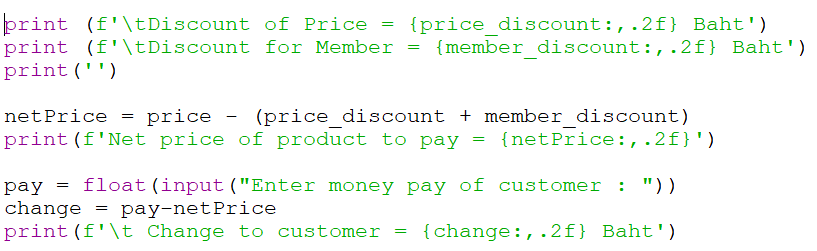 print (f'\tDiscount of Price = {price_discount:,.2f} Baht')
print (f'\tDiscount for Member = {member_discount:,.2f} Baht')
print('')
netPrice = price - (price_discount + member_discount)
print(f'Net price of product to pay = {netPrice:,.2f}')
pay = float(input("Enter money pay of customer : "))
change = pay-netPrice
print(f'\t Change to customer = {change:,.2f} Baht')